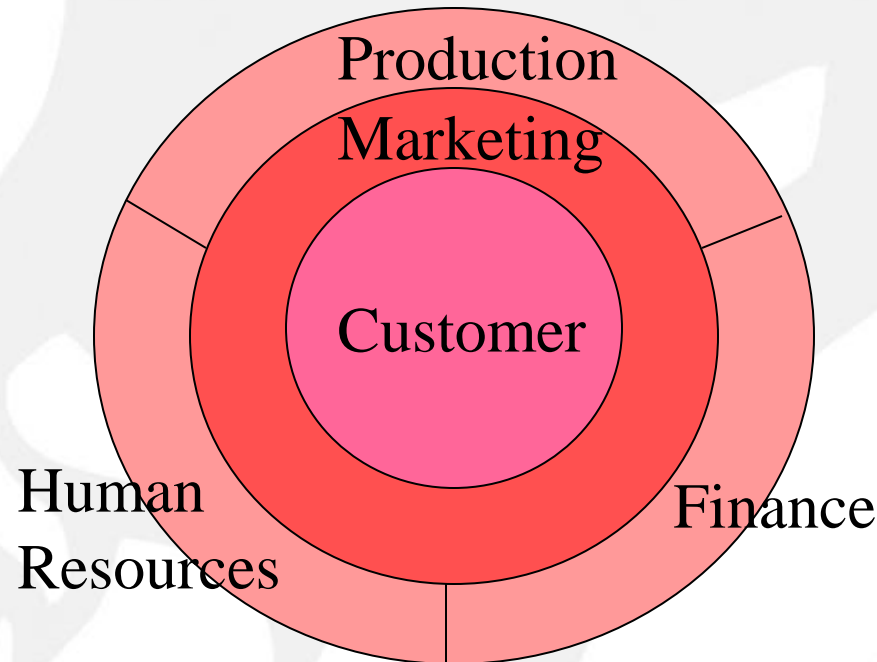 Production
Marketing
Customer
Human
Resources
Finance